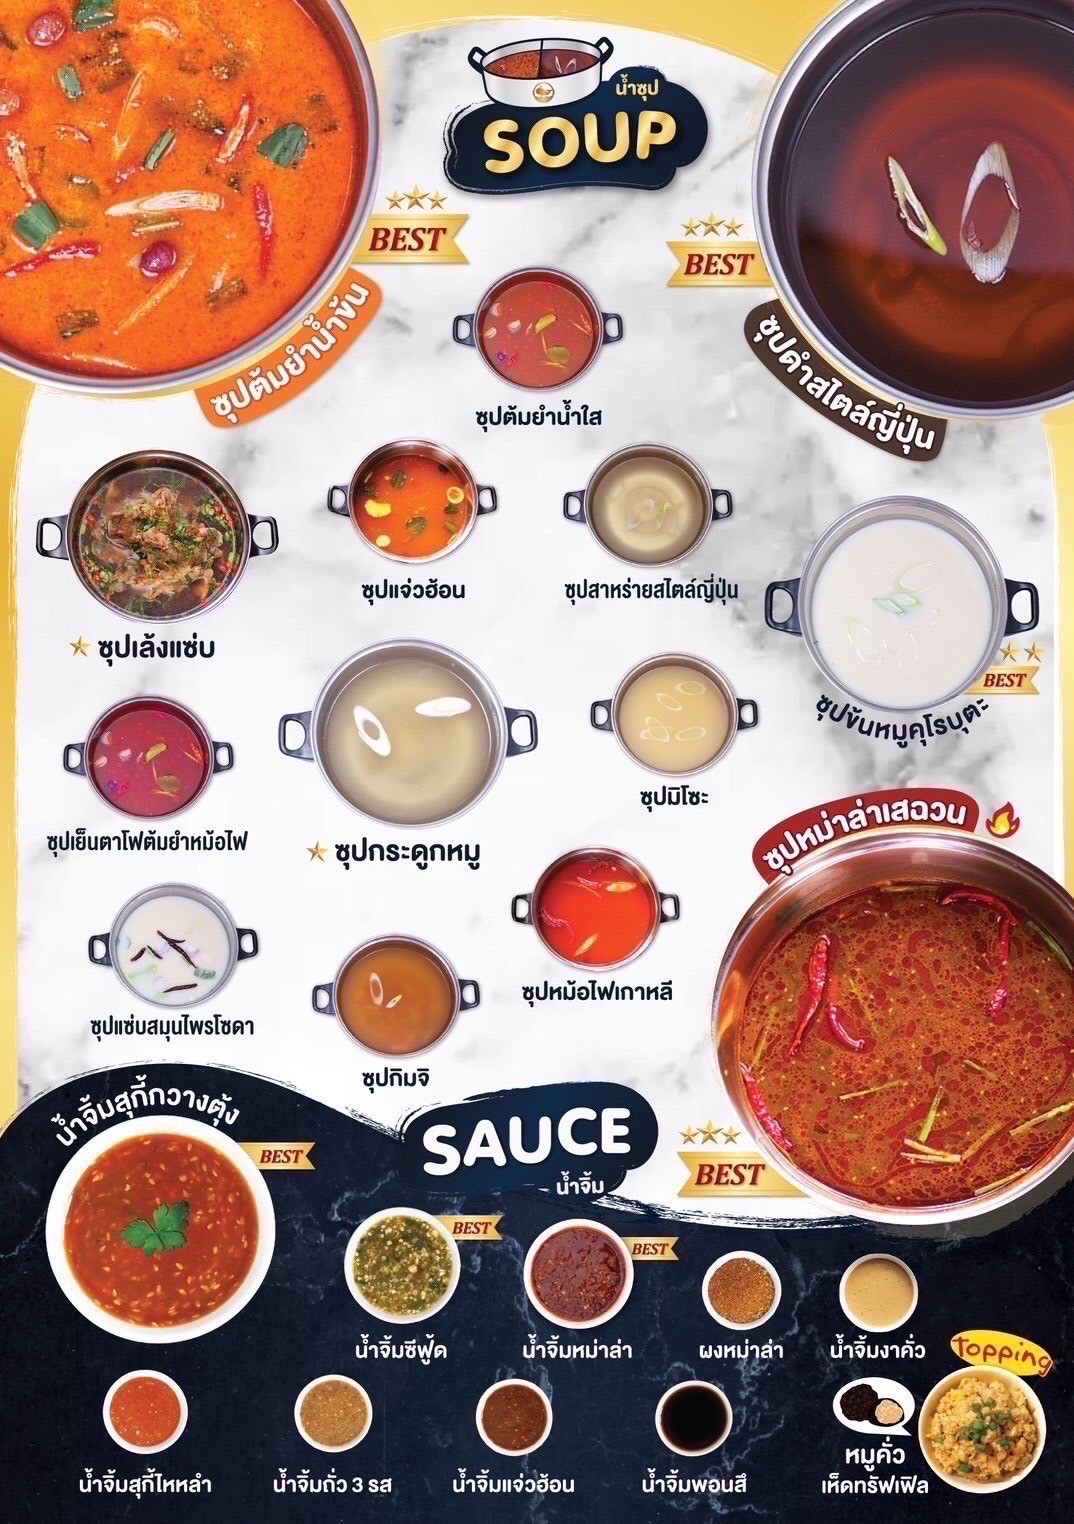 น้ำซุป
SOUP
BEST
BEST
ซุปต้มยำน้ำข้น
ซุปดำสไตล์ญี่ปุ่น
ซุปต้มยำน้ำใส
ซุปแจ่วฮ้อน
ซุปสาหร่ายสไตล์ญี่ปุ่น
ซุปเล้งแซ่บ
BEST
ซุปข้นหมูคุโรบุตะ
ซุปมิโซะ
ซุปเย็นตาโฟต้มยำหม้อไฟ
ซุปกระดูกหมู
ซุปหม่าล่าเสฉวน
ซุปหม้อไฟเกาหลี
ซุปแซ่บสมุนไพรโซดา
ซุปกิมจิ
BEST
SAUCE
น้ำจิ้ม
น้ำจิ้มสุกี้กวางตุ้ง
BEST
BEST
BEST
น้ำจิ้มซีฟู้ด
น้ำจิ้มหม่าล่า
ผงหม่าล่า
น้ำจิ้มงาคั่ว
topping
น้ำจิ้มสุกี้ไหหลำ
น้ำจิ้มถั่ว 3 รส
น้ำจิ้มแจ่วฮ้อน
น้ำจิ้มพอนสึ
หมูคั่ว
เห็ดทรัฟเฟิล